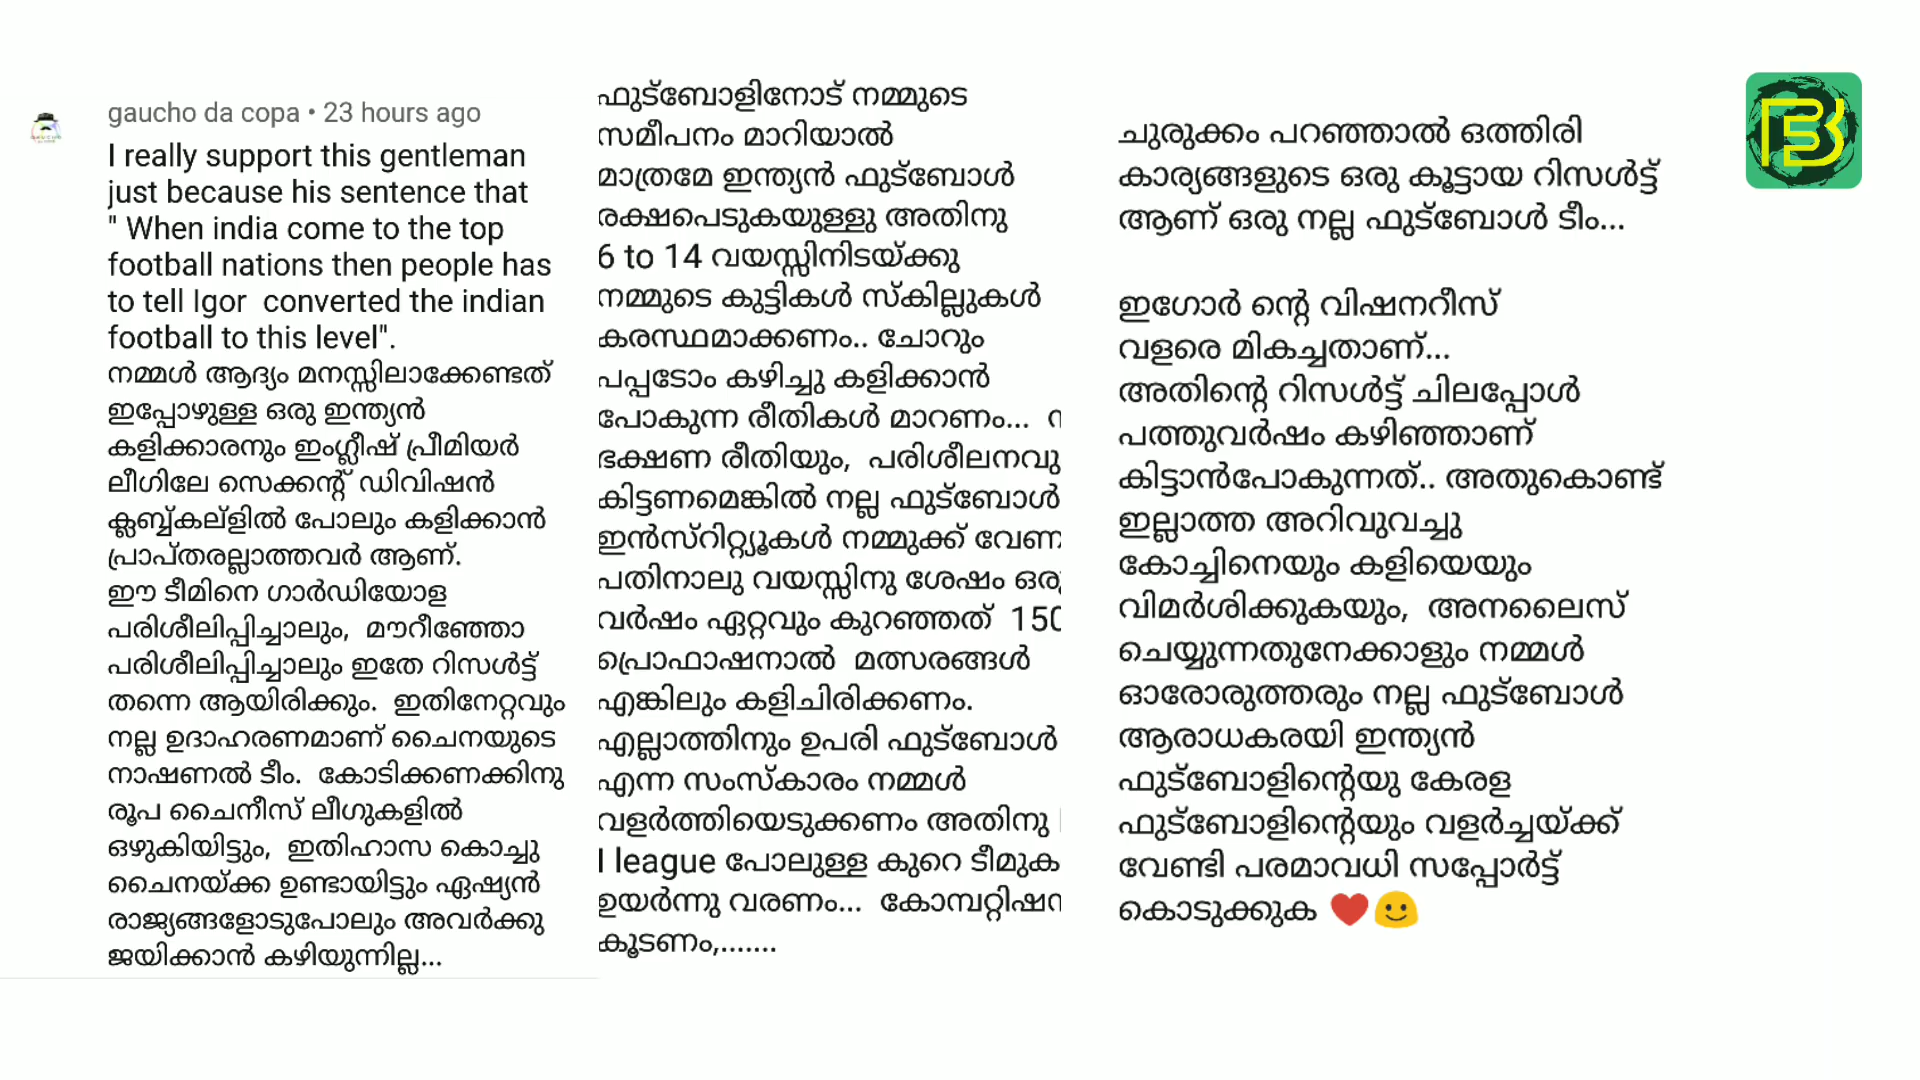 gaucho da copa • 23 hours ago
I really support this gentleman
just because his sentence that
" When india come to the top
football nations then people has
to tell Igor  converted the indian
football to this level".
നമ്മൾ ആദ്യം മനസ്സിലാക്കേണ്ടത്
ഇപ്പോഴുള്ള ഒരു ഇന്ത്യൻ
കളിക്കാരനും ഇംഗ്ലീഷ് പ്രീമിയർ
ലീഗിലേ സെക്കന്റ് ഡിവിഷൻ
ക്ലബ്ബ്കല്ളിൽ പോലും കളിക്കാൻ
പ്രാപ്തരല്ലാത്തവർ ആണ്.
ഈ ടീമിനെ ഗാർഡിയോള
പരിശീലിപ്പിച്ചാലും,  മൗറീഞ്ഞോ
പരിശീലിപ്പിച്ചാലും ഇതേ റിസൾട്ട്
തന്നെ ആയിരിക്കും.  ഇതിനേറ്റവും
നല്ല ഉദാഹരണമാണ് ചൈനയുടെ
നാഷണൽ ടീം.  കോടിക്കണക്കിനു
രൂപ ചൈനീസ് ലീഗുകളിൽ
ഒഴുകിയിട്ടും,  ഇതിഹാസ കൊച്ചു
ചൈനയ്ക്ക ഉണ്ടായിട്ടും ഏഷ്യൻ
രാജ്യങ്ങളോടുപോലും അവർക്കു
ജയിക്കാൻ കഴിയുന്നില്ല...
ഫുട്ബോളിനോട് നമ്മുടെ
സമീപനം മാറിയാൽ
മാത്രമേ ഇന്ത്യൻ ഫുട്ബോൾ
രക്ഷപെടുകയുള്ളു അതിനു
6 to 14 വയസ്സിനിടയ്ക്കു
നമ്മുടെ കുട്ടികൾ സ്കില്ലുകൾ
കരസ്ഥമാക്കണം.. ചോറും
പപ്പടോം കഴിച്ചു കളിക്കാൻ
പോകുന്ന രീതികൾ മാറണം...
ഭക്ഷണ രീതിയും,  പരിശീലനവു
കിട്ടണമെങ്കിൽ നല്ല ഫുട്ബോൾ
ഇൻസ്റിറ്റ്യൂകൾ നമ്മുക്ക് വേണ
പതിനാലു വയസ്സിനു ശേഷം ഒരു
വർഷം ഏറ്റവും കുറഞ്ഞത്  150
പ്രൊഫാഷനാൽ  മത്സരങ്ങൾ
എങ്കിലും കളിചിരിക്കണം.
എല്ലാത്തിനും ഉപരി ഫുട്ബോൾ
എന്ന സംസ്കാരം നമ്മൾ
വളർത്തിയെടുക്കണം അതിനു
I league പോലുള്ള കുറെ ടീമുക
ഉയർന്നു വരണം...  കോമ്പറ്റിഷൻ
കൂടണം,.......
ചുരുക്കം പറഞ്ഞാൽ ഒത്തിരി
കാര്യങ്ങളുടെ ഒരു കൂട്ടായ റിസൾട്ട്
ആണ് ഒരു നല്ല ഫുട്ബോൾ ടീം...
ഇഗോർ ന്റെ വിഷനറീസ്
വളരെ മികച്ചതാണ്...
അതിന്റെ റിസൾട്ട് ചിലപ്പോൾ
പത്തുവർഷം കഴിഞ്ഞാണ്
കിട്ടാൻപോകുന്നത്.. അതുകൊണ്ട്
ഇല്ലാത്ത അറിവുവച്ചു
കോച്ചിനെയും കളിയെയും
വിമർശിക്കുകയും,  അനലൈസ്
ചെയ്യുന്നതുനേക്കാളും നമ്മൾ
ഓരോരുത്തരും നല്ല ഫുട്ബോൾ
ആരാധകരയി ഇന്ത്യൻ
ഫുട്ബോളിന്റെയു കേരള
ഫുട്ബോളിന്റെയും വളർച്ചയ്ക്ക്
വേണ്ടി പരമാവധി സപ്പോർട്ട്
കൊടുക്കുക ❤️🙂